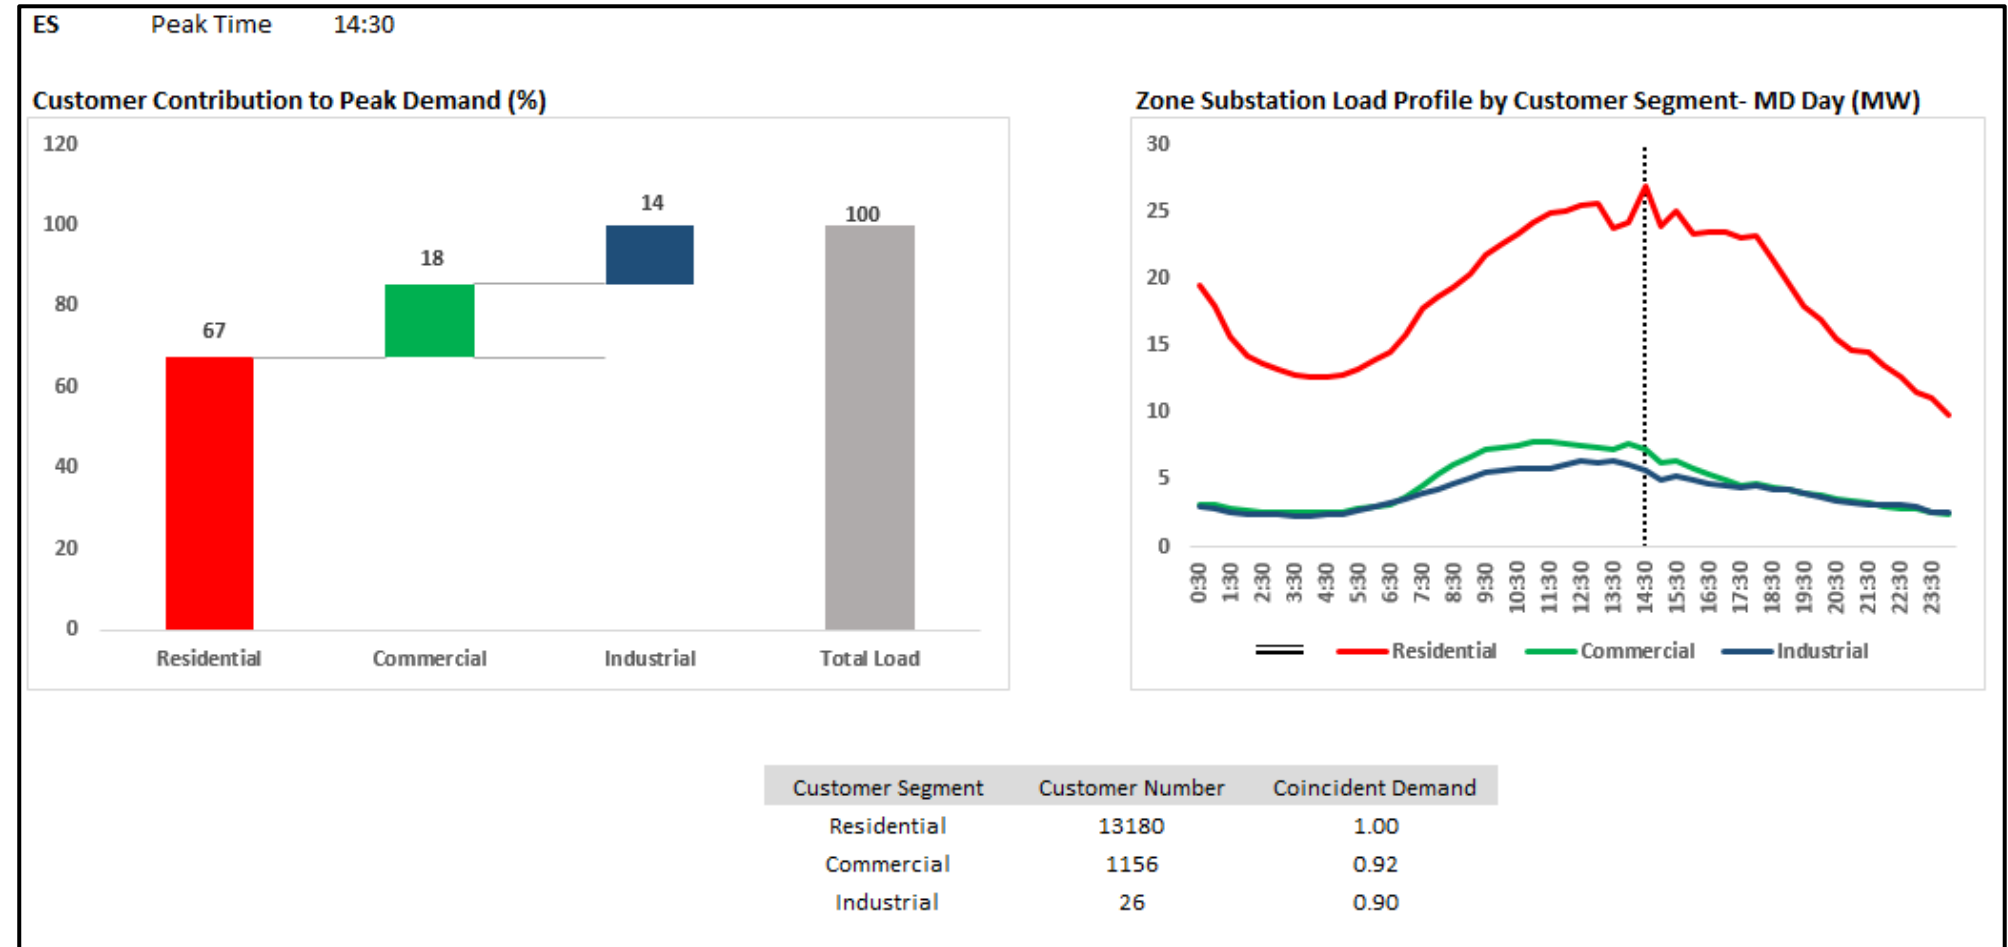 ES Peak Time 14:30
Customer Contribution to Peak Demand (%)
120
100
80
60
40
20
0
67
18
14
100
Residential Commercial Industrial Total Load
Zone Substation Load Profile by Customer Segment- MD Day (MW)
30
25
20
15
10
5
0
0:30 1:30 2:30 3:30 4:30 5:30 6:30 7:30 8:30 9:30 10:30 11:30 12:30 13:30 14:30 15:30 16:30 17:30 18:30 19:30 20:30 21:30 22:30 23:30
Residential Commercial Industrial
Customer Segment Customer Number Coincident Demand
Residential 13180 1.00
Commercial 1156 0.92
Industrial 26 0.90